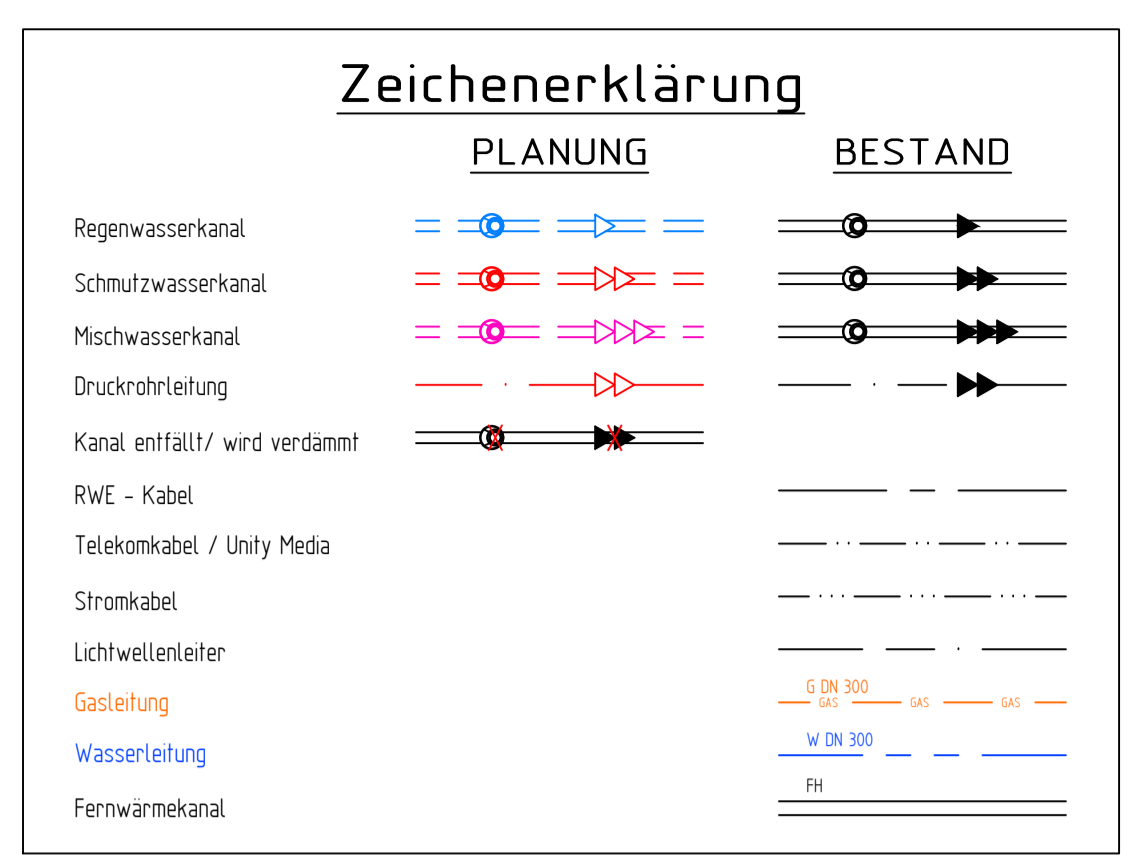 Zeichenerklärung
PLANUNG BESTAND
Regenwasserkanal
Schmutzwasserkanal
Mischwasserkanal
Druckrohrleitung
Kanal entfällt/ wird verdämmt
RWE - Kabel
Telekomkabel / Unity Media
Stromkabel
Lichtwellenleiter
G DN 300
Gasleitung GAS GAS GAS
W DN 300
Wasserleitung
FH
Fernwärmekanal